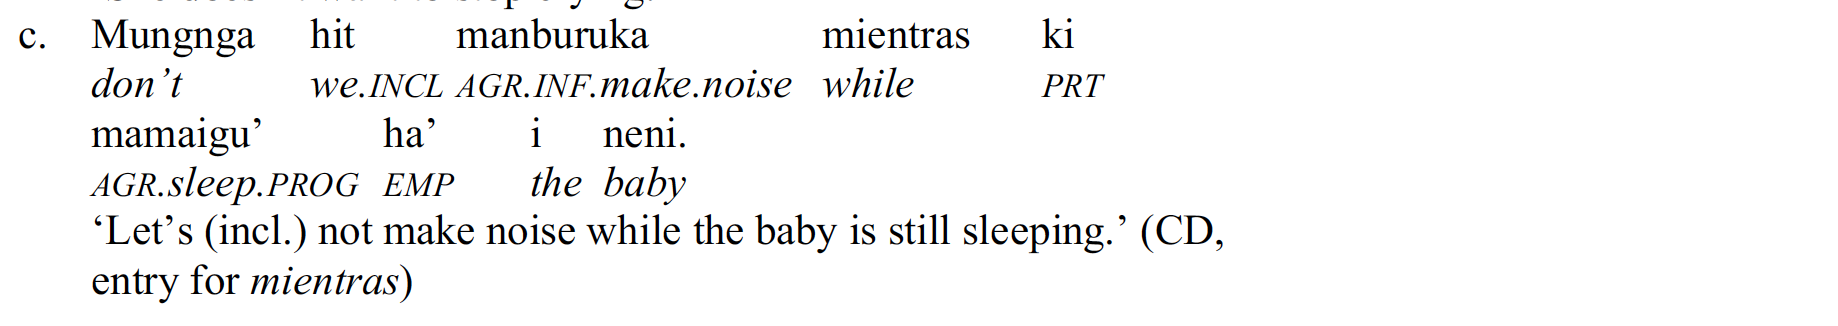 c. Mungnga hit manburuka mientras ki
don’t we.INCL AGR.INF.make.noise while PRT
mamaigu’ ha’ i neni.
AGR.sleep.PROG EMP the baby
‘Let’s (incl.) not make noise while the baby is still sleeping.’ (CD,
entry for mientras)